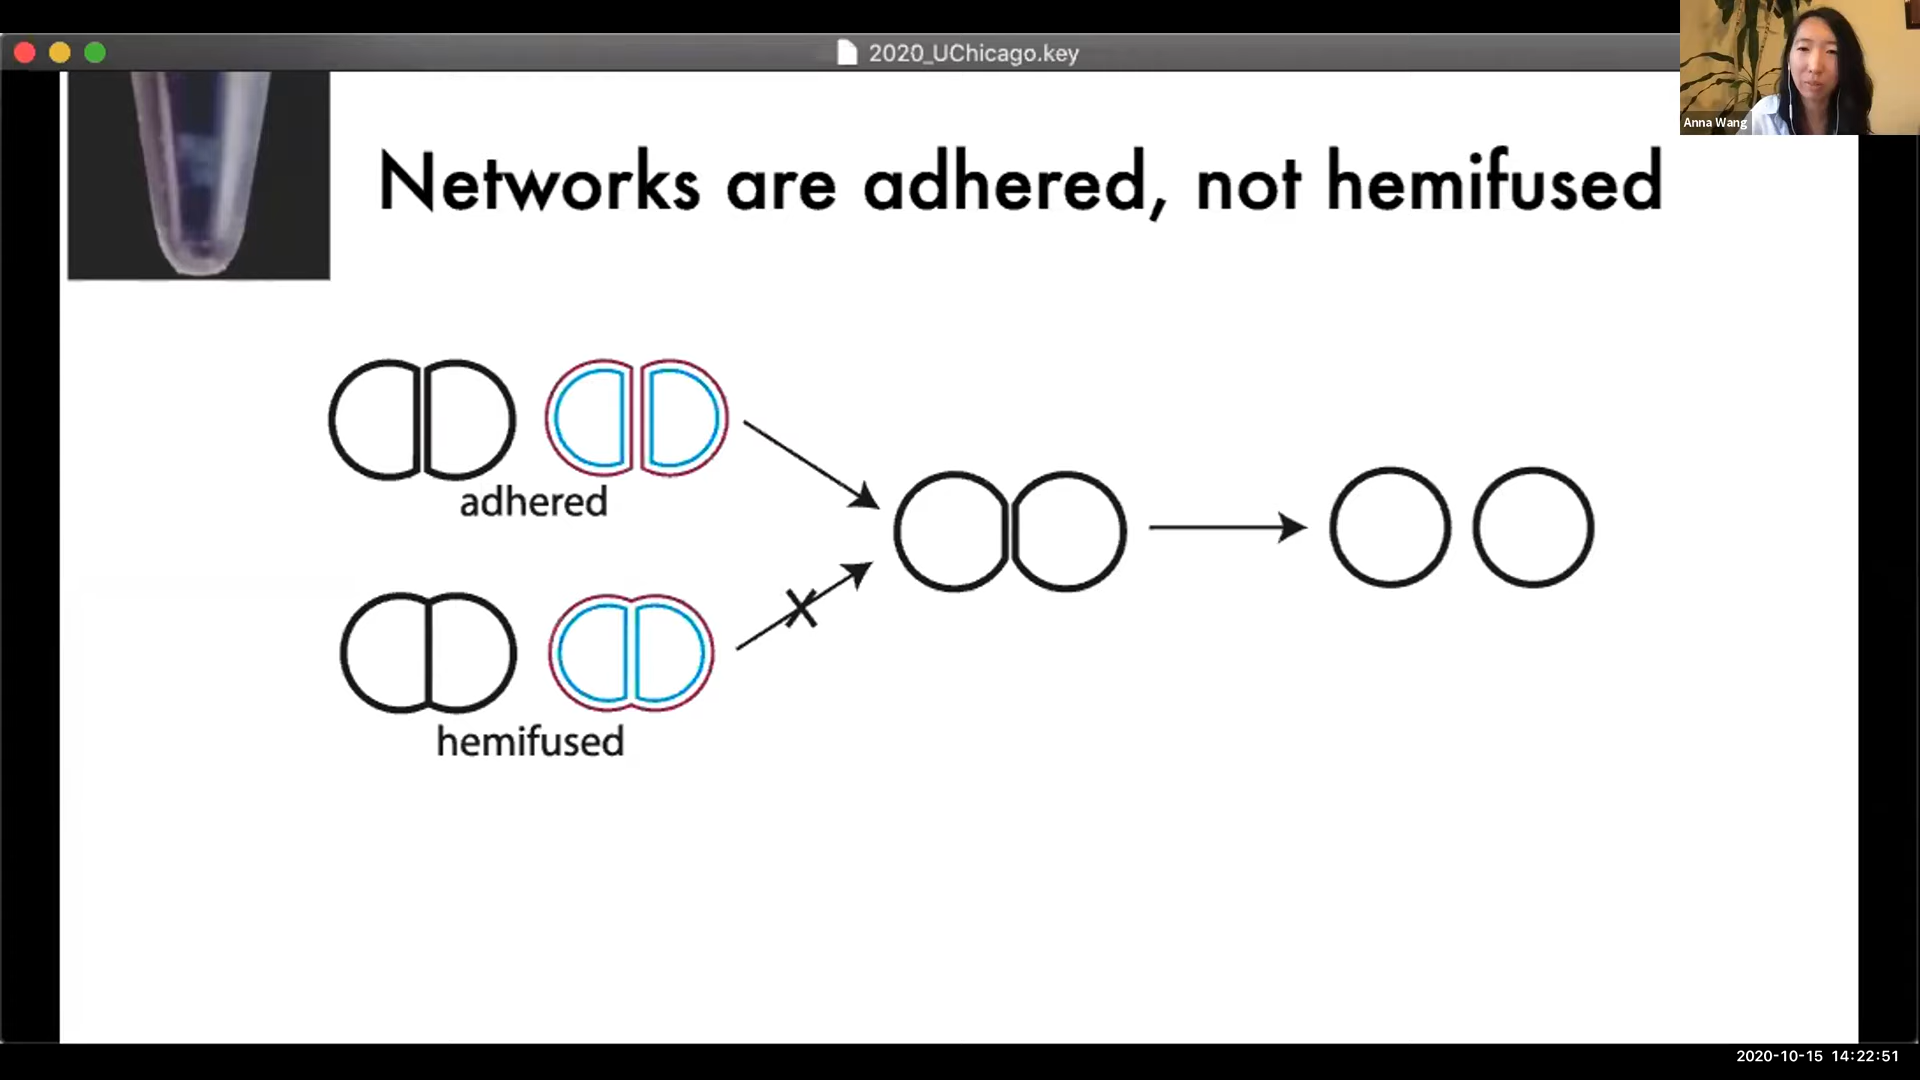 2020_UChicago.key
Anna Wang
Networks are adhered, not hemifused
adhered
hemifused
2020-10-15 14:22:51